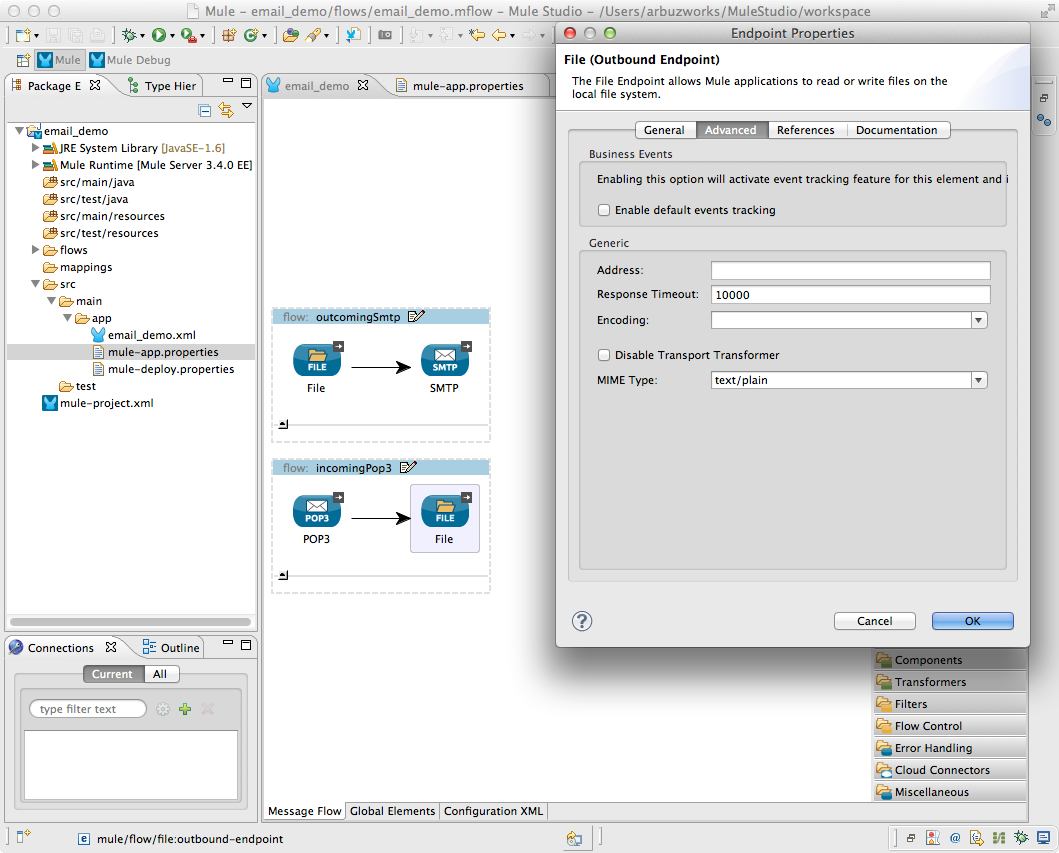 Mule - email_demo/flows/email_demo.mflow - Mule Studio - /Users/arbuzworks/MuleStudio/workspace
Mule
Mule Debug
Package E
Type Hier
email_demo
JRE System Library [JavaSE-1.6]
Mule Runtime [Mule Server 3.4.0 EE]
src/main/java
src/test/java
src/main/resources
src/test/resources
flows
mappings
src
main
app
email_demo.xml
mule-app.properties
mule-deploy.properties
test
mule-project.xml
Connections
Outline
Current
All
type filter text
email_demo
mule-app.properties
flow: outcomingSmtp
FILE
SMTP
File
SMTP
flow: incomingPop3
POP3
FILE
POP3
File
Message Flow
Global Elements
Configuration XML
Endpoint Properties
File (Outbound Endpoint)
The File Endpoint allows Mule applications to read or write files on the
local file system.
General
Advanced
References
Documentation
Business Events
Enabling this option will activate event tracking feature for this element and i
Enable default events tracking
Generic
Address:
Response Timeout: 10000
Encoding:
Disable Transport Transformer
MIME Type: text/plain
?
Cancel
OK
Components
Transformers
Filters
Flow Control
Error Handling
Cloud Connectors
Miscellaneous
e mule/flow/file:outbound-endpoint
@